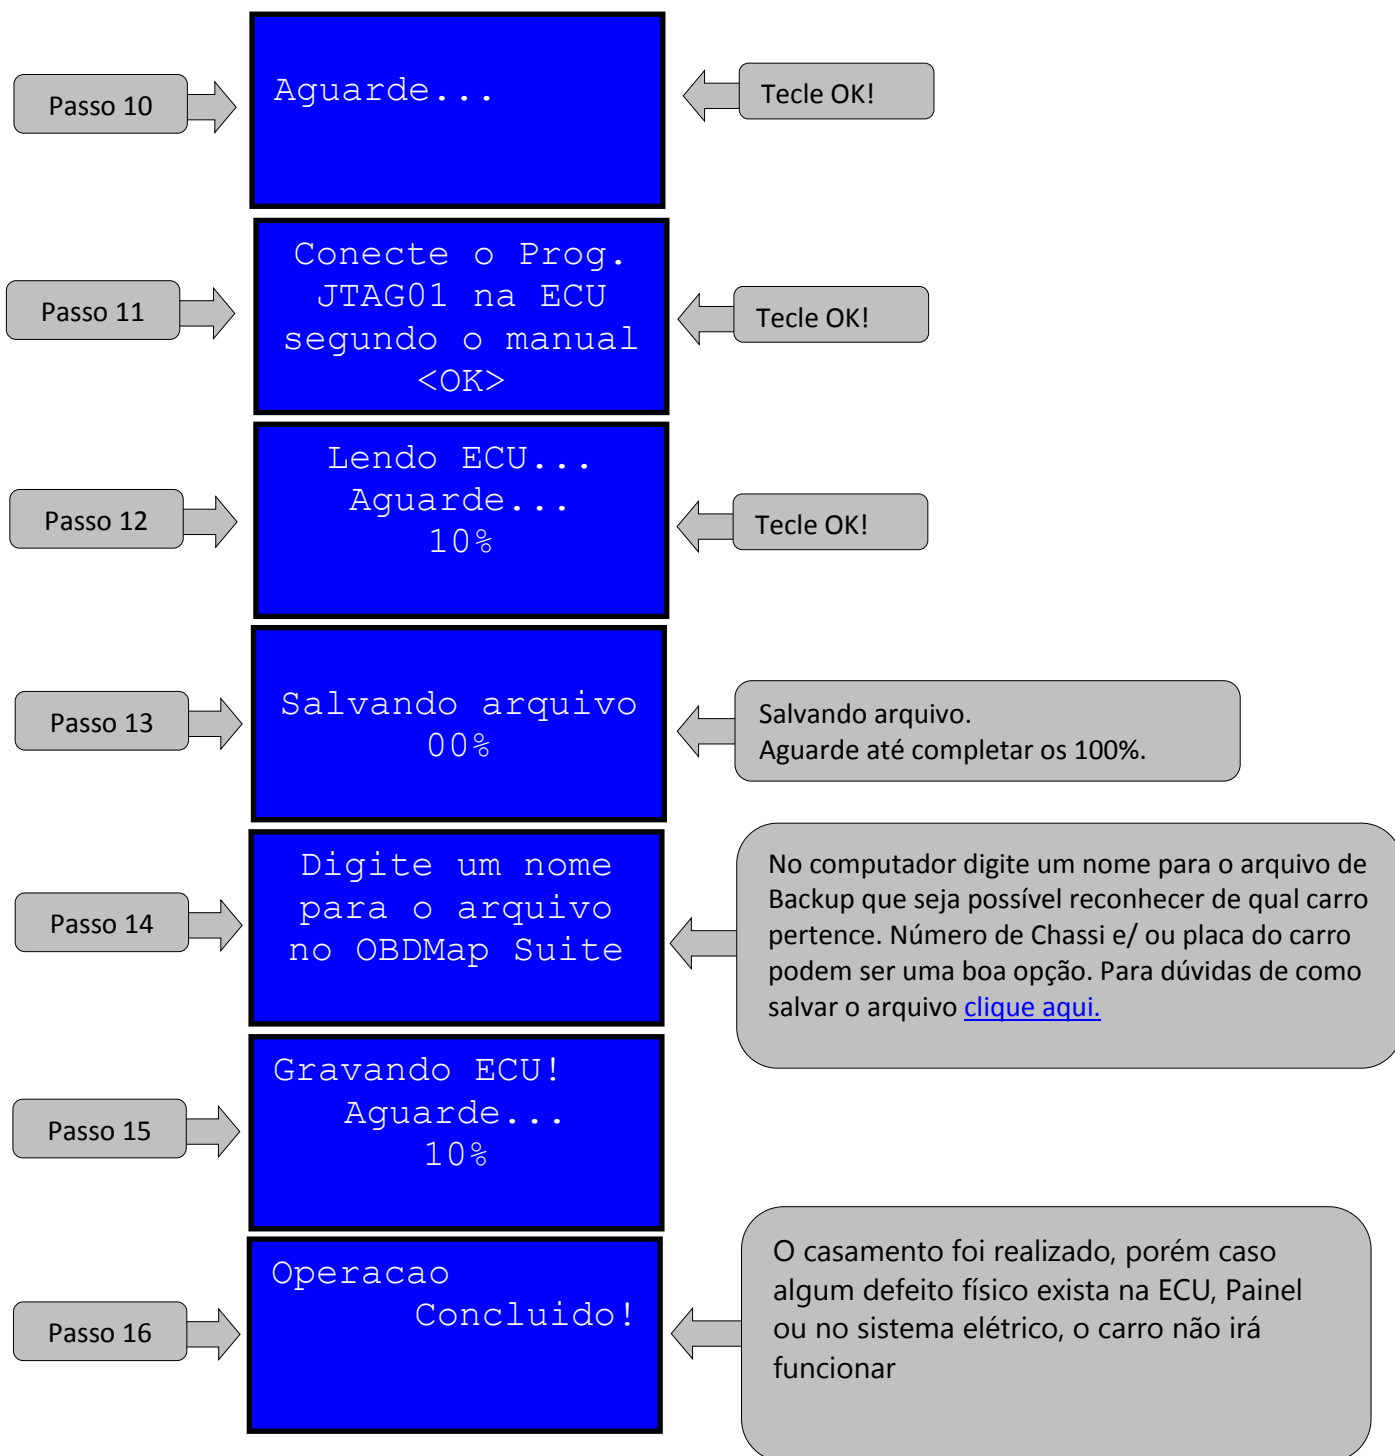 Passo 10
Aguarde...
Tecle OK!
Passo 11
Conecte o Prog.
JTAG01 na ECU
segundo o manual
<OK>
Tecle OK!
Passo 12
Lendo ECU...
Aguarde...
10%
Tecle OK!
Passo 13
Salvando arquivo
00%
Salvando arquivo.
Aguarde até completar os 100%.
Passo 14
Digite um nome
para o arquivo
no OBDMap Suite
No computador digite um nome para o arquivo de
Backup que seja possível reconhecer de qual carro
pertence. Número de Chassi e/ ou placa do carro
podem ser uma boa opção. Para dúvidas de como
salvar o arquivo clique aqui.
Passo 15
Gravando ECU!
Aguarde...
10%
Passo 16
Operacao
Concluido!
O casamento foi realizado, porém caso
algum defeito físico exista na ECU, Painel
ou no sistema elétrico, o carro não irá
funcionar